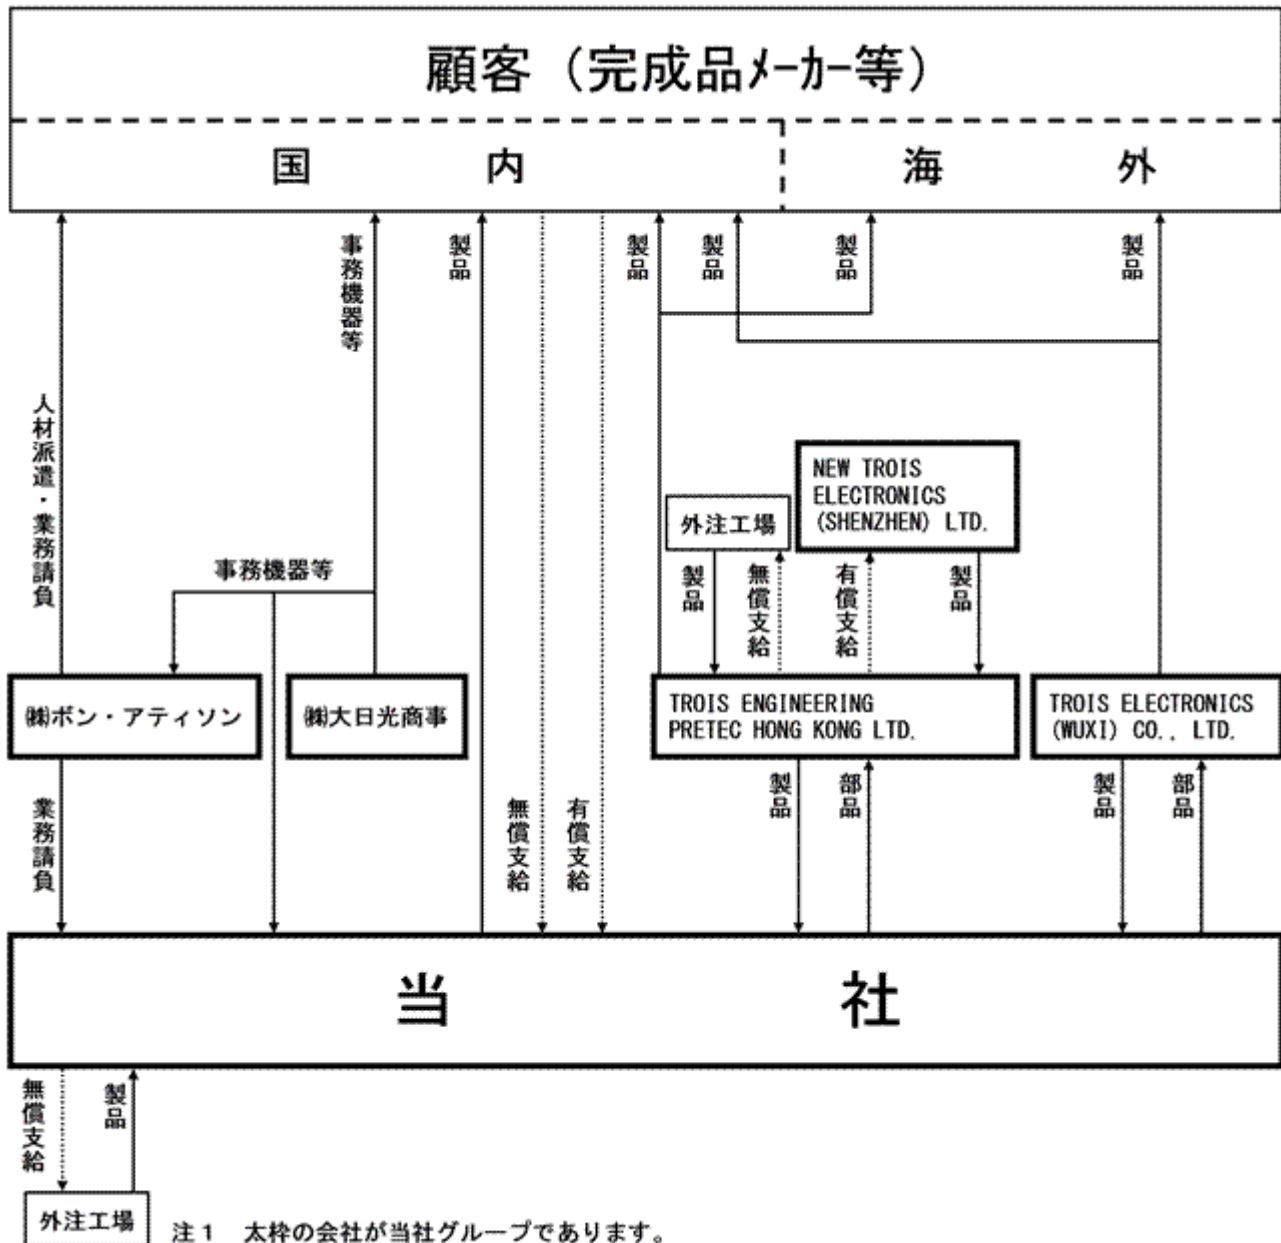 顧客（完成品メーカー等）
国内
海外
人材派遣・業務請負
事務機器等
製品
製品
製品
製品
製品
事務機器等
外注工場
NEW TROIS
ELECTRONICS
(SHENZHEN) LTD.
製品
無償支給
有償支給
製品
㈱ボン・アティソン
㈱大日光商事
TROIS ENGINEERING
PRETEC HONG KONG LTD.
TROIS ELECTRONICS
(WUXI) CO., LTD.
業務請負
無償支給
有償支給
製品
部品
製品
部品
当社
無償支給
製品
外注工場
注１　太枠の会社が当社グループであります。